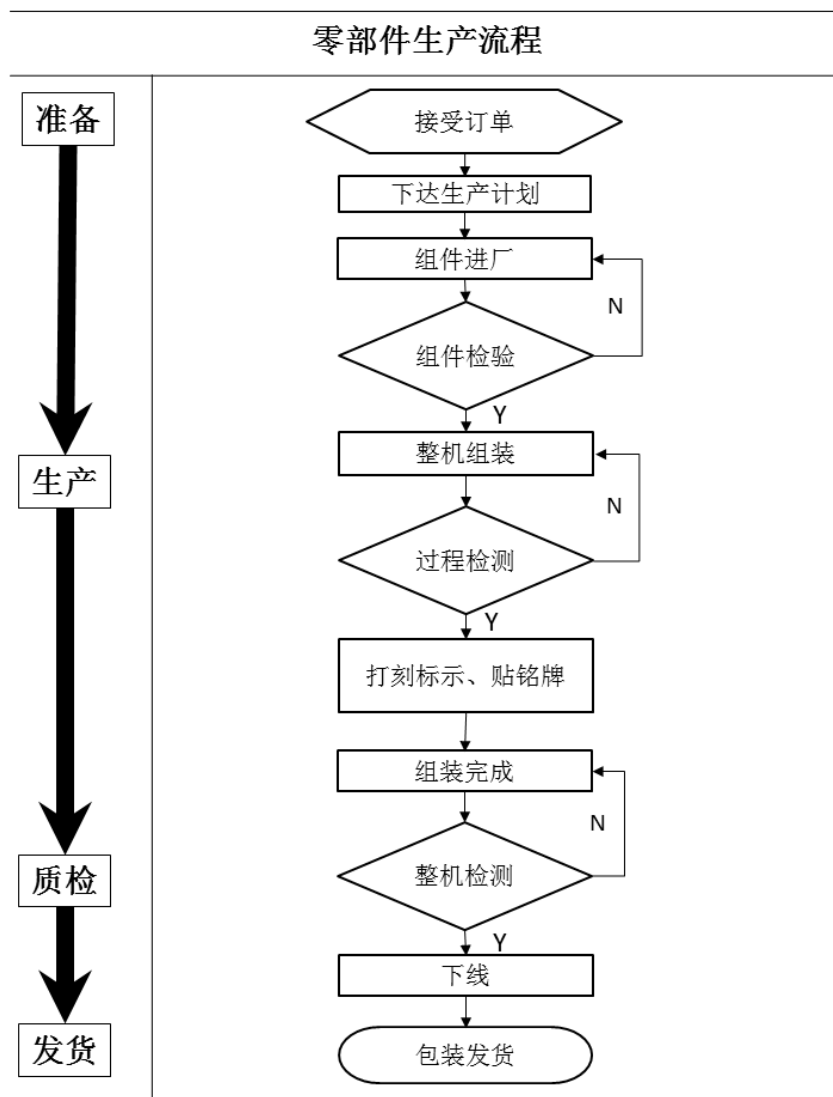 零部件生产流程
准备
接受订单
下达生产计划
组件进厂
N
组件检验
Y
生产
整机组装
N
过程检测
Y
打刻标示、贴铭牌
组装完成
N
质检
整机检测
Y
下线
发货
包装发货